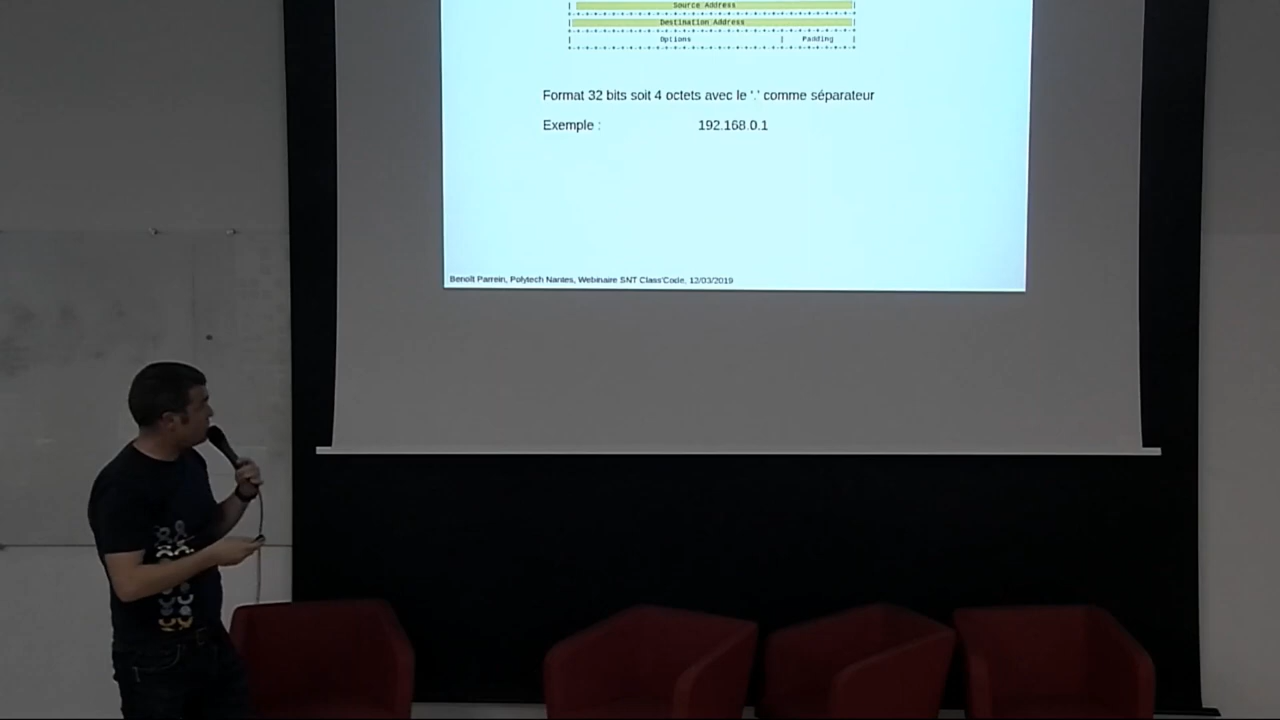 Source Address
Destination Address
Options | Padding |
Format 32 bits soit 4 octets avec le '.' comme séparateur
Exemple : 192.168.0.1
Benoît Parrein, Polytech Nantes, Webinaire SNT Class'Code, 12/03/2019